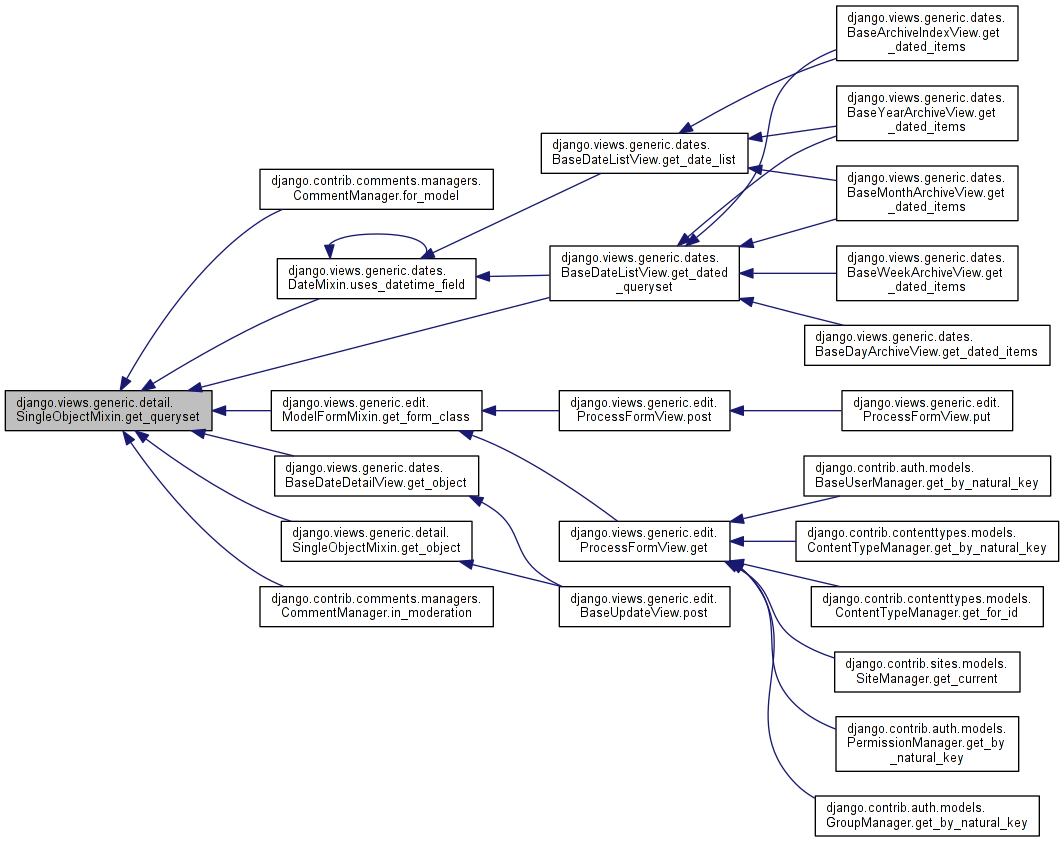 django.views.generic.dates.
BaseArchiveIndexView.get
_dated_items
django.views.generic.dates.
BaseYearArchiveView.get
_dated_items
django.views.generic.dates.
BaseDateListView.get_date_list
django.contrib.comments.managers.
CommentManager.for_model
django.views.generic.dates.
BaseMonthArchiveView.get
_dated_items
django.views.generic.dates.
DateMixin.uses_datetime_field
django.views.generic.dates.
BaseDateListView.get_dated
_queryset
django.views.generic.dates.
BaseWeekArchiveView.get
_dated_items
django.views.generic.dates.
BaseDayArchiveView.get_dated_items
django.views.generic.detail.
SingleObjectMixin.get_queryset
django.views.generic.edit.
ModelFormMixin.get_form_class
django.views.generic.edit.
ProcessFormView.post
django.views.generic.edit.
ProcessFormView.put
django.views.generic.dates.
BaseDateDetailView.get_object
django.contrib.auth.models.
BaseUserManager.get_by_natural_key
django.views.generic.detail.
SingleObjectMixin.get_object
django.views.generic.edit.
ProcessFormView.get
django.contrib.contenttypes.models.
ContentTypeManager.get_by_natural_key
django.contrib.comments.managers.
CommentManager.in_moderation
django.views.generic.edit.
BaseUpdateView.post
django.contrib.contenttypes.models.
ContentTypeManager.get_for_id
django.contrib.sites.models.
SiteManager.get_current
django.contrib.auth.models.
PermissionManager.get_by
_natural_key
django.contrib.auth.models.
GroupManager.get_by_natural_key